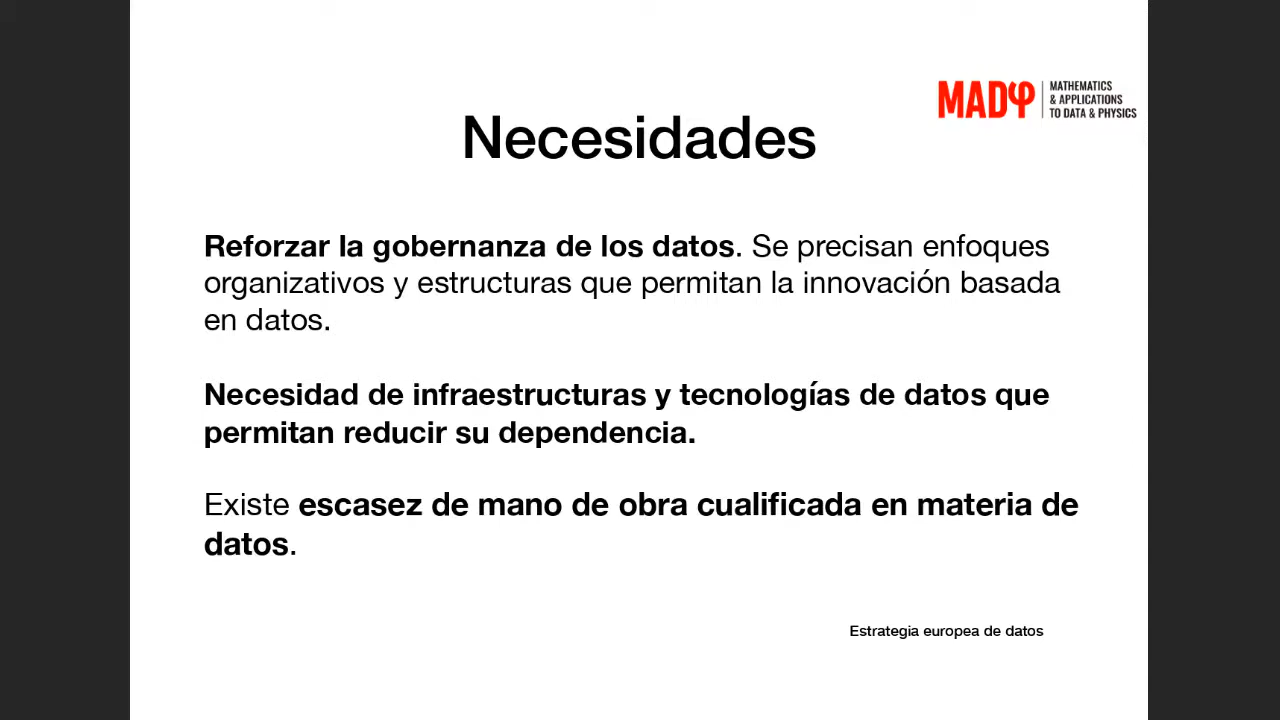 MADφ
MATHEMATICS
& APPLICATIONS
TO DATA & PHYSICS
Necesidades
Reforzar la gobernanza de los datos. Se precisan enfoques
organizativos y estructuras que permitan la innovación basada
en datos.
Necesidad de infraestructuras y tecnologías de datos que
permitan reducir su dependencia.
Existe escasez de mano de obra cualificada en materia de
datos.
Estrategia europea de datos